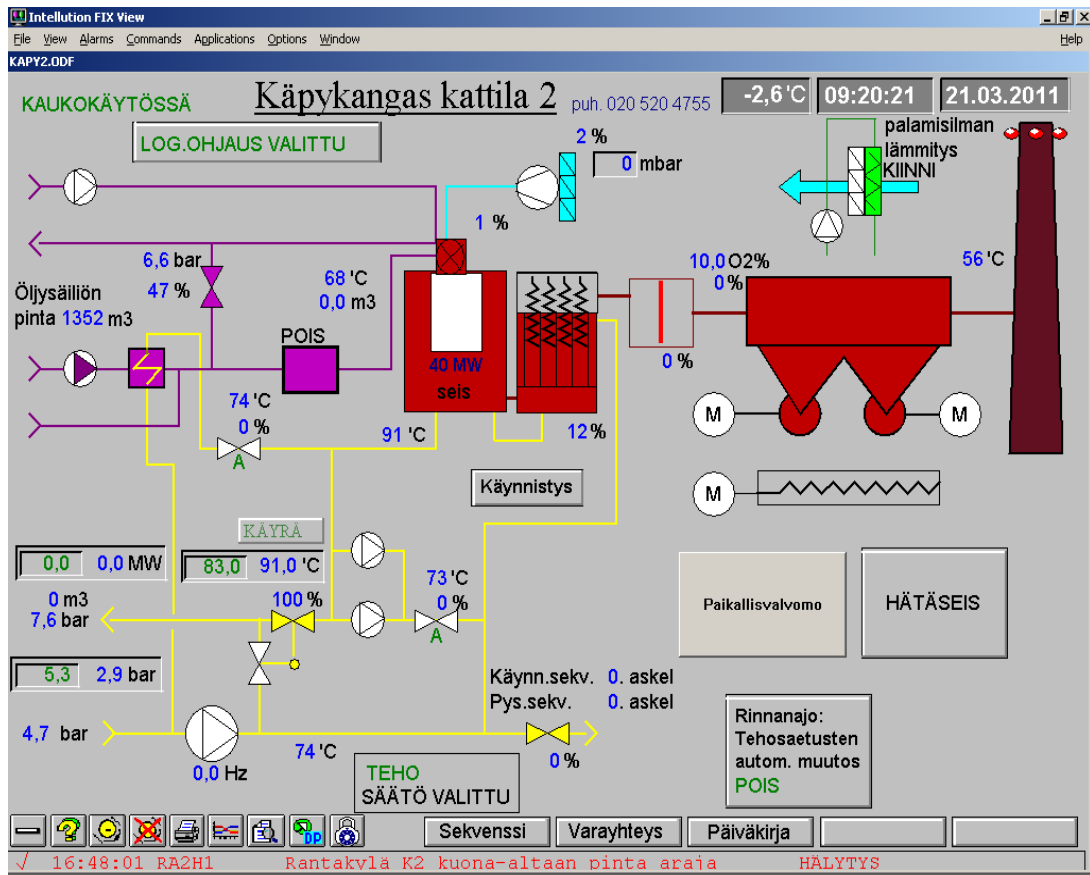 Intellution FIX View
File View Alarms Commands Applications Options Window Help
KAPY2.ODF
KAUKOKÄYTÖSSÄ
Käpykangas kattila 2
puh. 020 520 4755
-2,6 'C
09:20:21
21.03.2011
LOG.OHJAUS VALITTU
2 %
0 mbar
palamisilman
lämmitys
KIINNI
1 %
6,6 bar
47 %
68 'C
0,0 m3
10,0 O2%
0 %
56 'C
Öljysäiliön
pinta 1352 m3
POIS
40 MW
seis
0 %
74 'C
0 %
A
91 'C
12 %
M
M
Käynnistys
M
KÄYRÄ
0,0 0,0 MW
83,0 91,0 'C
0 m3
7,6 bar
100 %
73 'C
0 %
A
Paikallisvalvomo
HÄTÄSEIS
5,3 2,9 bar
Käynn.sekv. 0. askel
Pys.sekv. 0. askel
4,7 bar
0,0 Hz
74 'C
0 %
TEHO
SÄÄTÖ VALITTU
Rinnanajo:
Tehosaetusten
autom. muutos
POIS
DP
Sekvenssi
Varayhteys
Päiväkirja
√ 16:48:01 RA2H1 Rantakylä K2 kuona-altaan pinta araja HÄLYTYS